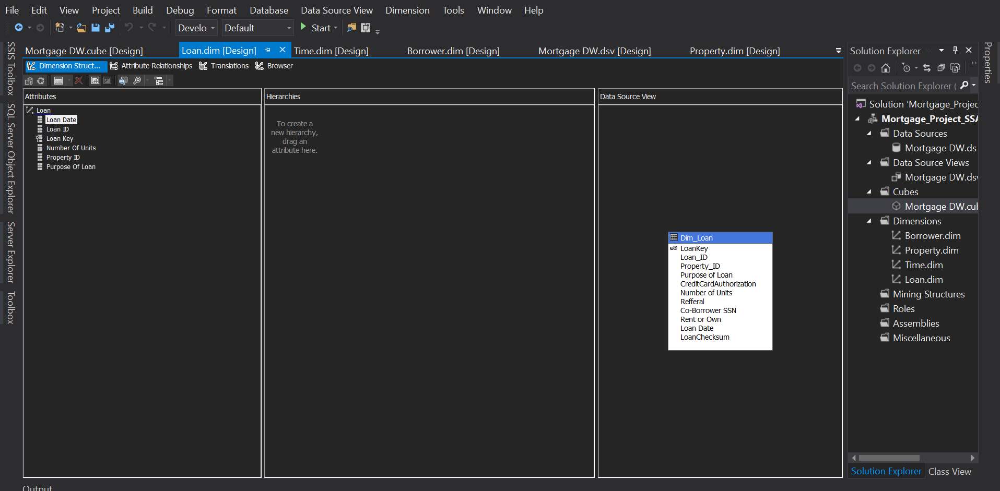 File Edit View Project Build Debug Format Database Data Source View Dimension Tools Window Help
Develo Default Start
SSIS Toolbox
SQL Server Object Explorer
Server Explorer
Toolbox
Mortgage DW.cube [Design] Loan.dim [Design] Time.dim [Design] Borrower.dim [Design] Mortgage DW.dsv [Design] Property.dim [Design]
Dimension Struct... Attribute Relationships Translations Browser
Attributes
Loan
Loan Date
Loan ID
Loan Key
Number Of Units
Property ID
Purpose Of Loan
Hierarchies
To create a
new hierarchy,
drag an
attribute here.
Data Source View
Dim_Loan
LoanKey
Loan_ID
Property_ID
Purpose of Loan
CreditCardAuthorization
Number of Units
Refferal
Co-Borrower SSN
Rent or Own
Loan Date
LoanChecksum
Solution Explorer
Search Solution Explorer (
Solution 'Mortgage_Projec
Mortgage_Project_SSA
Data Sources
Mortgage DW.ds
Data Source Views
Mortgage DW.dsv
Cubes
Mortgage DW.cub
Dimensions
Borrower.dim
Property.dim
Time.dim
Loan.dim
Mining Structures
Roles
Assemblies
Miscellaneous
Solution Explorer Class View
Properties
Output